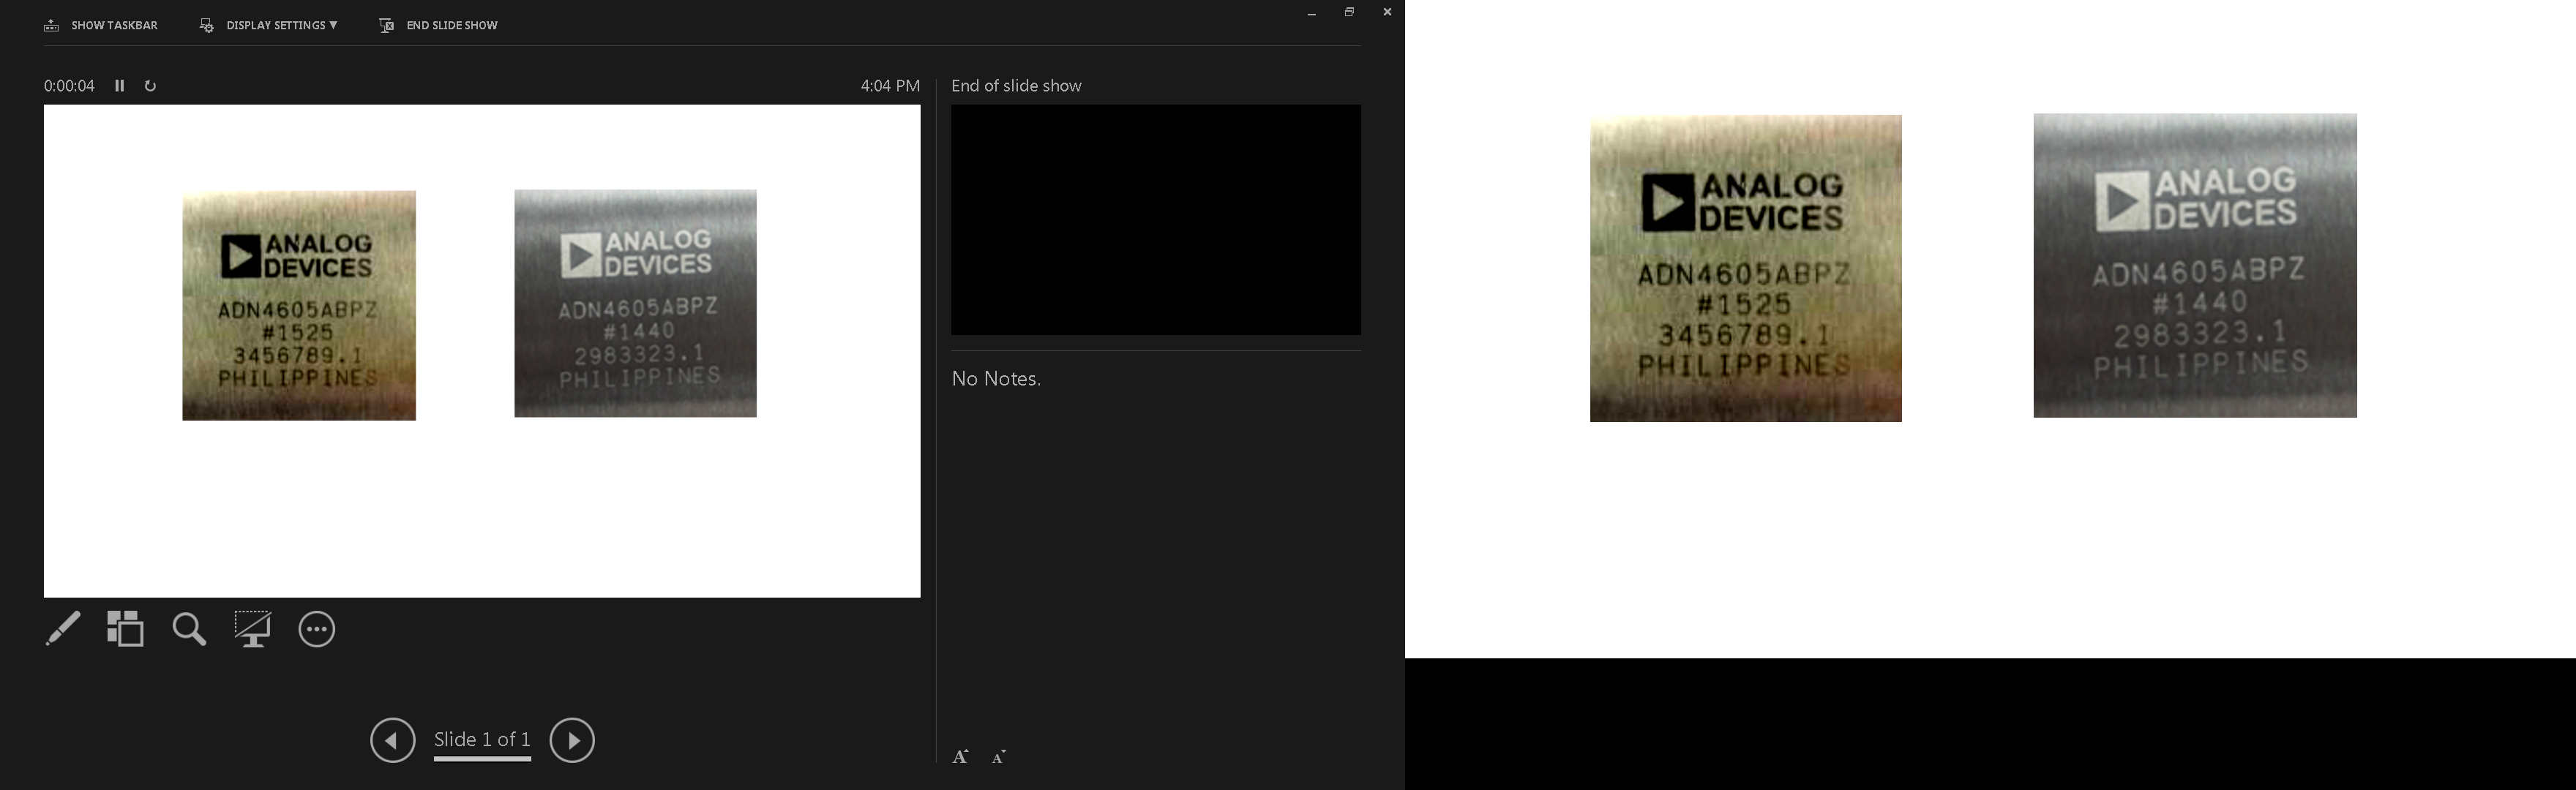 SHOW TASKBAR
DISPLAY SETTINGS ▼
END SLIDE SHOW
0:00:04
4:04 PM
ANALOG
DEVICES
ADN4605ABPZ
#1525
3456789.1
PHILIPPINES
ANALOG
DEVICES
ADN4605ABPZ
#1440
2983323.1
PHILIPPINES
Slide 1 of 1
End of slide show
No Notes.
A
A
ANALOG
DEVICES
ADN4605ABPZ
#1525
3456789.1
PHILIPPINES
ANALOG
DEVICES
ADN4605ABPZ
#1440
2983323.1
PHILIPPINES